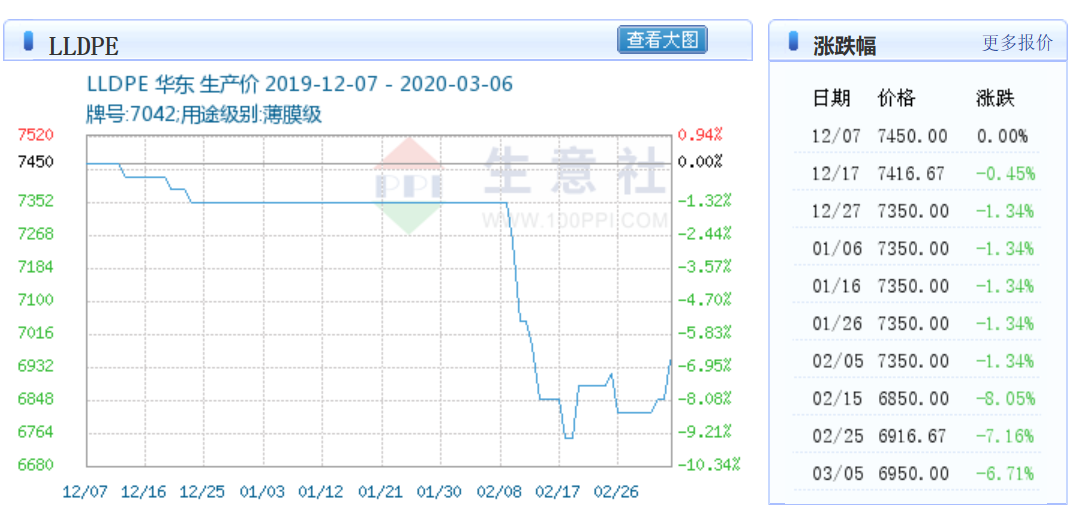 LLDPE
查看大图
LLDPE 华东 生产价 2019-12-07 - 2020-03-06
牌号:7042;用途级别:薄膜级
7520 0.94%
7450 0.00%
7352 -1.32%
7268 -2.44%
7184 -3.57%
7100 -4.70%
7016 -5.83%
6932 -6.95%
6848 -8.08%
6764 -9.21%
6680 -10.34%
PPI 生意社
WWW.100PPI.COM
12/07 12/16 12/25 01/03 01/12 01/21 01/30 02/08 02/17 02/26
涨跌幅 更多报价
日期 价格 涨跌
12/07 7450.00 0.00%
12/17 7416.67 -0.45%
12/27 7350.00 -1.34%
01/06 7350.00 -1.34%
01/16 7350.00 -1.34%
01/26 7350.00 -1.34%
02/05 7350.00 -1.34%
02/15 6850.00 -8.05%
02/25 6916.67 -7.16%
03/05 6950.00 -6.71%